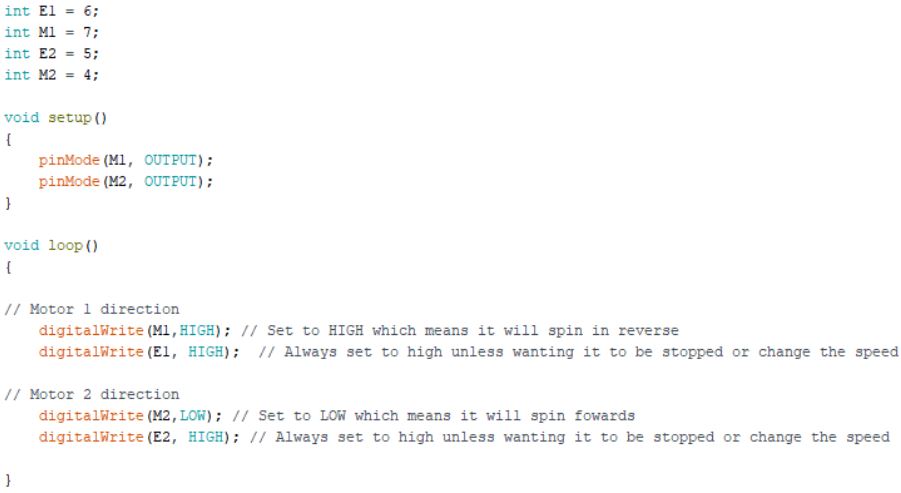 int E1 = 6;
int M1 = 7;
int E2 = 5;
int M2 = 4;
void setup()
{
pinMode(M1, OUTPUT);
pinMode(M2, OUTPUT);
}
void loop()
{
// Motor 1 direction
digitalWrite(M1,HIGH); // Set to HIGH which means it will spin in reverse
digitalWrite(E1, HIGH);  // Always set to high unless wanting it to be stopped or change the speed
// Motor 2 direction
digitalWrite(M2,LOW); // Set to LOW which means it will spin fowards
digitalWrite(E2, HIGH); // Always set to high unless wanting it to be stopped or change the speed
}